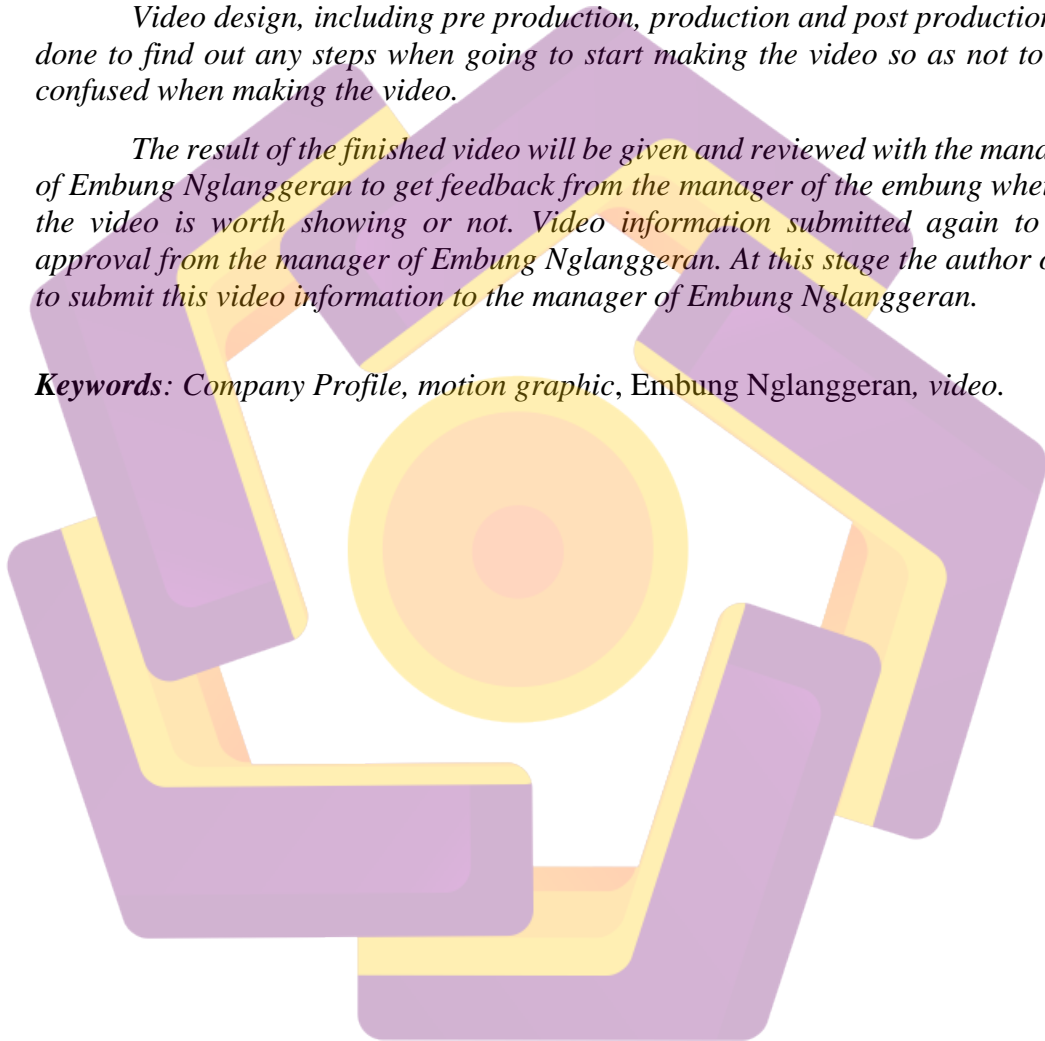 Video design, including pre production, production and post production
done to find out any steps when going to start making the video so as not to
confused when making the video.
The result of the finished video will be given and reviewed with the mana
of Embung Nglanggeran to get feedback from the manager of the embung whe
the video is worth showing or not. Video information submitted again to
approval from the manager of Embung Nglanggeran. At this stage the author o
to submit this video information to the manager of Embung Nglanggeran.
Keywords: Company Profile, motion graphic, Embung Nglanggeran, video.